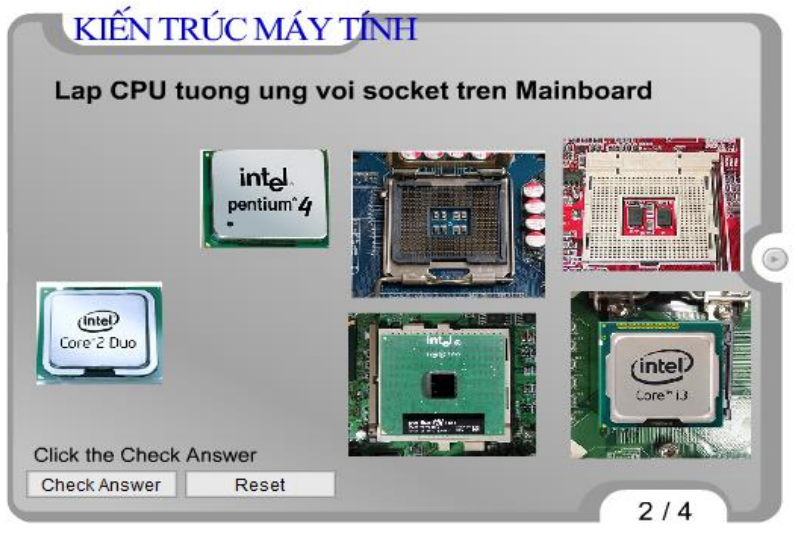 KIẾN TRÚC MÁY TÍNH
Lap CPU tuong ung voi socket tren Mainboard
intel
pentium 4
intel
Core 2 Duo
intel
intel
Core™ i3
Click the Check Answer
Check Answer
Reset
2 / 4